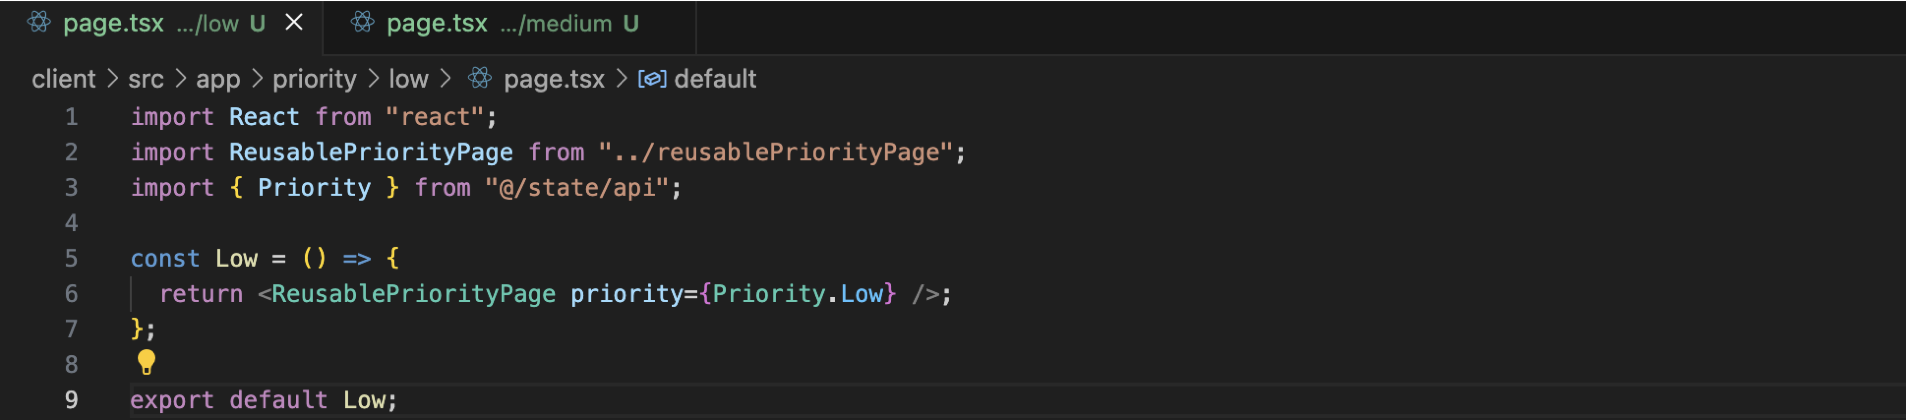 page.tsx .../low U page.tsx .../medium U
client > src > app > priority > low > page.tsx > default
1 import React from "react";
2 import ReusablePriorityPage from "../reusablePriorityPage";
3 import { Priority } from "@/state/api";
4
5 const Low = () => {
6   return <ReusablePriorityPage priority={Priority.Low} />;
7 };
8
9 export default Low;